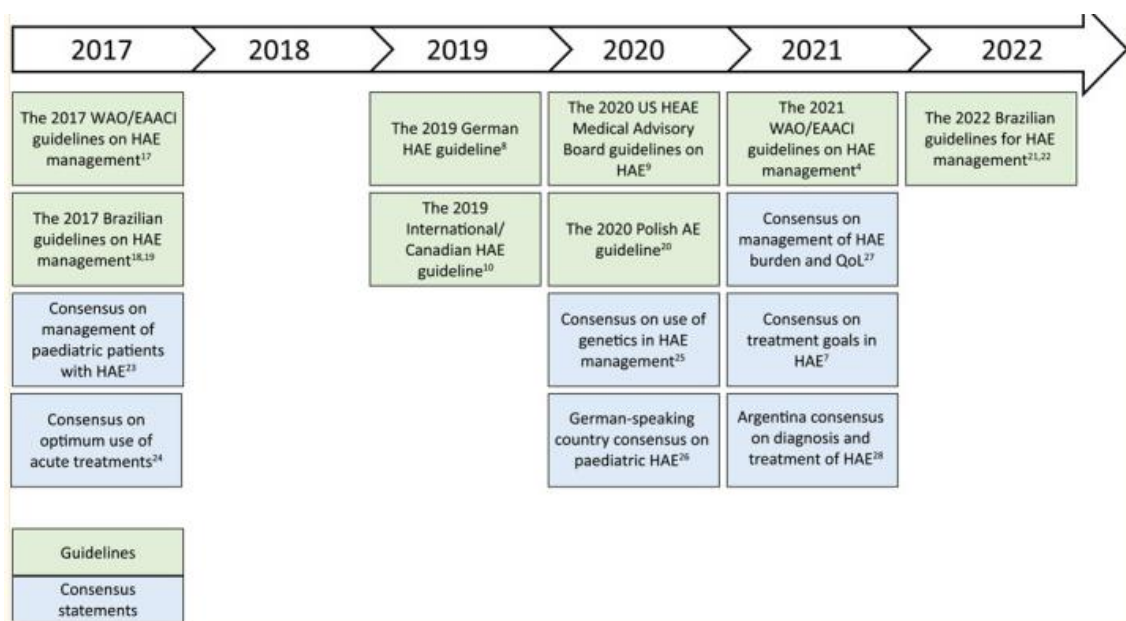 2017
2018
2019
2020
2021
2022
The 2017 WAO/EAACI
guidelines on HAE
management¹⁷
The 2019 German
HAE guideline⁸
The 2020 US HEAE
Medical Advisory
Board guidelines on
HAE⁹
The 2021
WAO/EAACI
guidelines on HAE
management⁴
The 2022 Brazilian
guidelines for HAE
management²¹,²²
The 2017 Brazilian
guidelines on HAE
management¹⁸,¹⁹
The 2019
International/
Canadian HAE
guideline¹⁰
The 2020 Polish AE
guideline²⁰
Consensus on
management of HAE
burden and QoL²⁷
Consensus on
management of
paediatric patients
with HAE²³
Consensus on use of
genetics in HAE
management²⁵
Consensus on
treatment goals in
HAE⁷
Consensus on
optimum use of
acute treatments²⁴
German-speaking
country consensus on
paediatric HAE²⁶
Argentina consensus
on diagnosis and
treatment of HAE²⁸
Guidelines
Consensus
statements